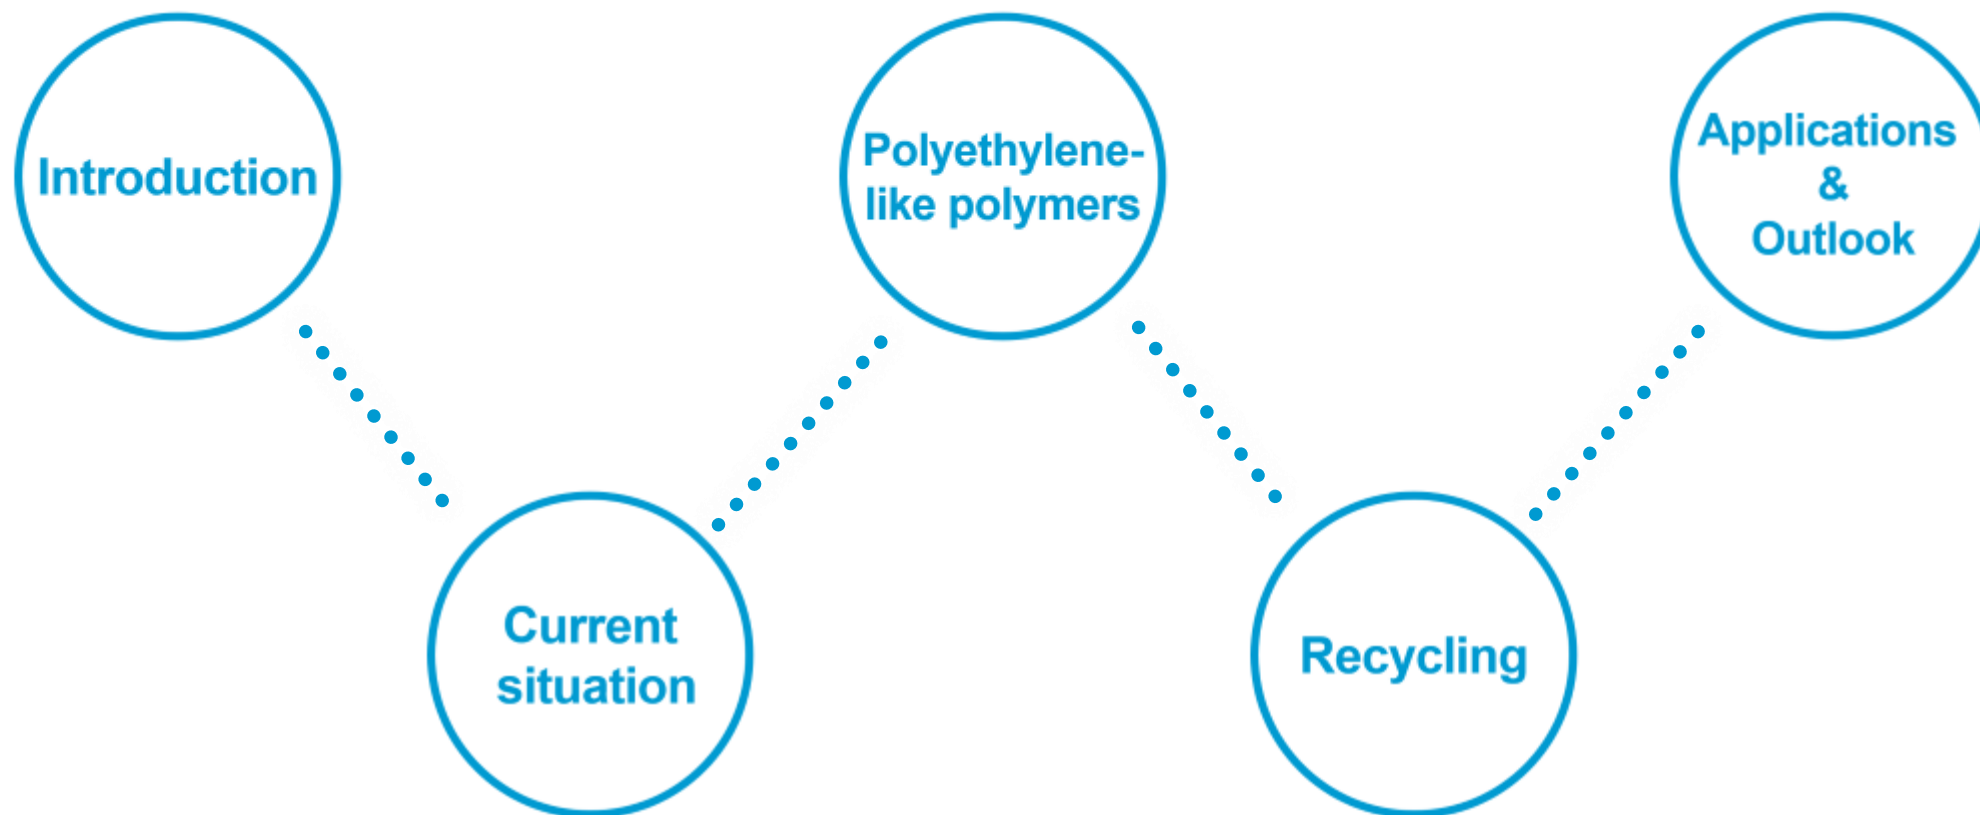 Introduction
Current
situation
Polyethylene-
like polymers
Recycling
Applications
&
Outlook